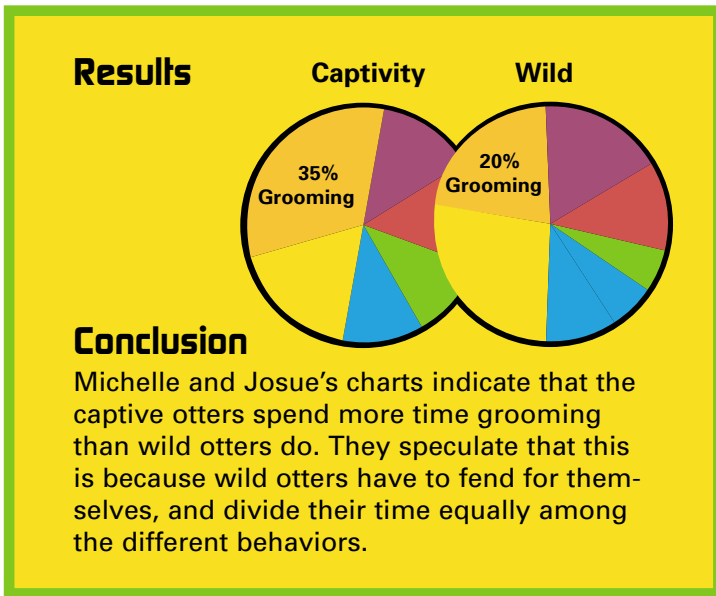 Results
Captivity
Wild
35%
Grooming
20%
Grooming
Conclusion
Michelle and Josue’s charts indicate that the
captive otters spend more time grooming
than wild otters do. They speculate that this
is because wild otters have to fend for them-
selves, and divide their time equally among
the different behaviors.